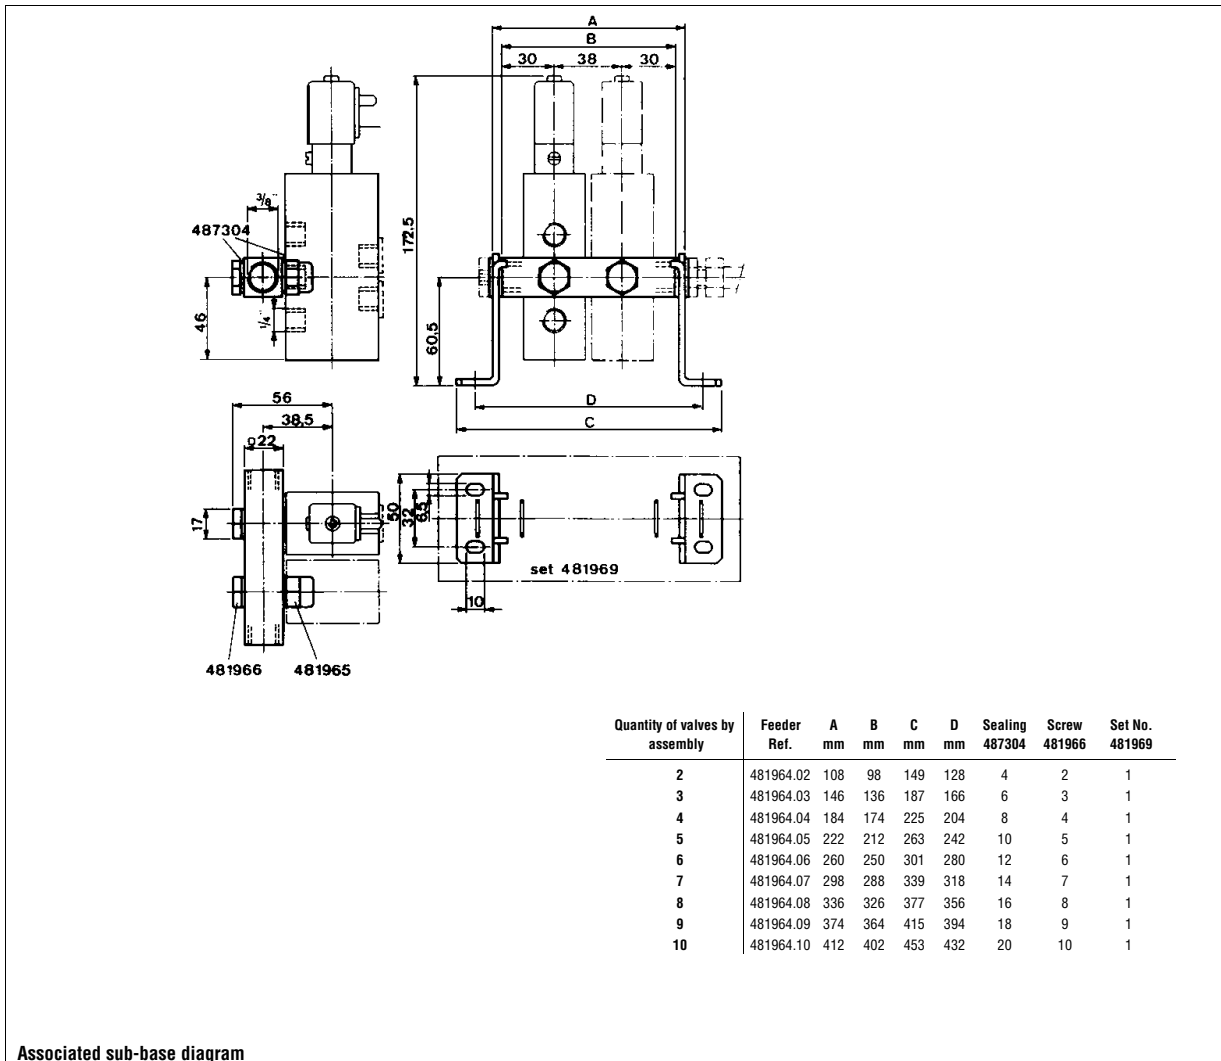 A
B
30 38 30
3/8"
487304
172.5
46
1/4"
60.5
D
C
56
38.5
□22
17
50
32
6.5
set 481969
10
481966 481965
Quantity of valves by assembly Feeder Ref. A mm B mm C mm D mm Sealing 487304 Screw 481966 Set No. 481969
2 481964.02 108 98 149 128 4 2 1
3 481964.03 146 136 187 166 6 3 1
4 481964.04 184 174 225 204 8 4 1
5 481964.05 222 212 263 242 10 5 1
6 481964.06 260 250 301 280 12 6 1
7 481964.07 298 288 339 318 14 7 1
8 481964.08 336 326 377 356 16 8 1
9 481964.09 374 364 415 394 18 9 1
10 481964.10 412 402 453 432 20 10 1
Associated sub-base diagram